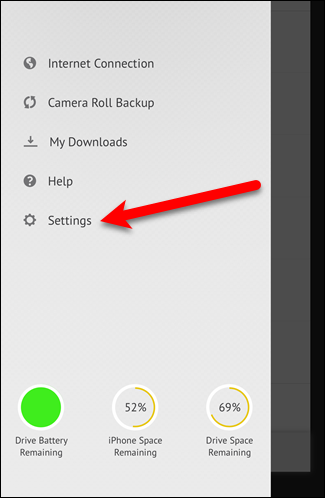 Internet Connection
Camera Roll Backup
My Downloads
Help
Settings
52%
69%
Drive Battery
Remaining
iPhone Space
Remaining
Drive Space
Remaining